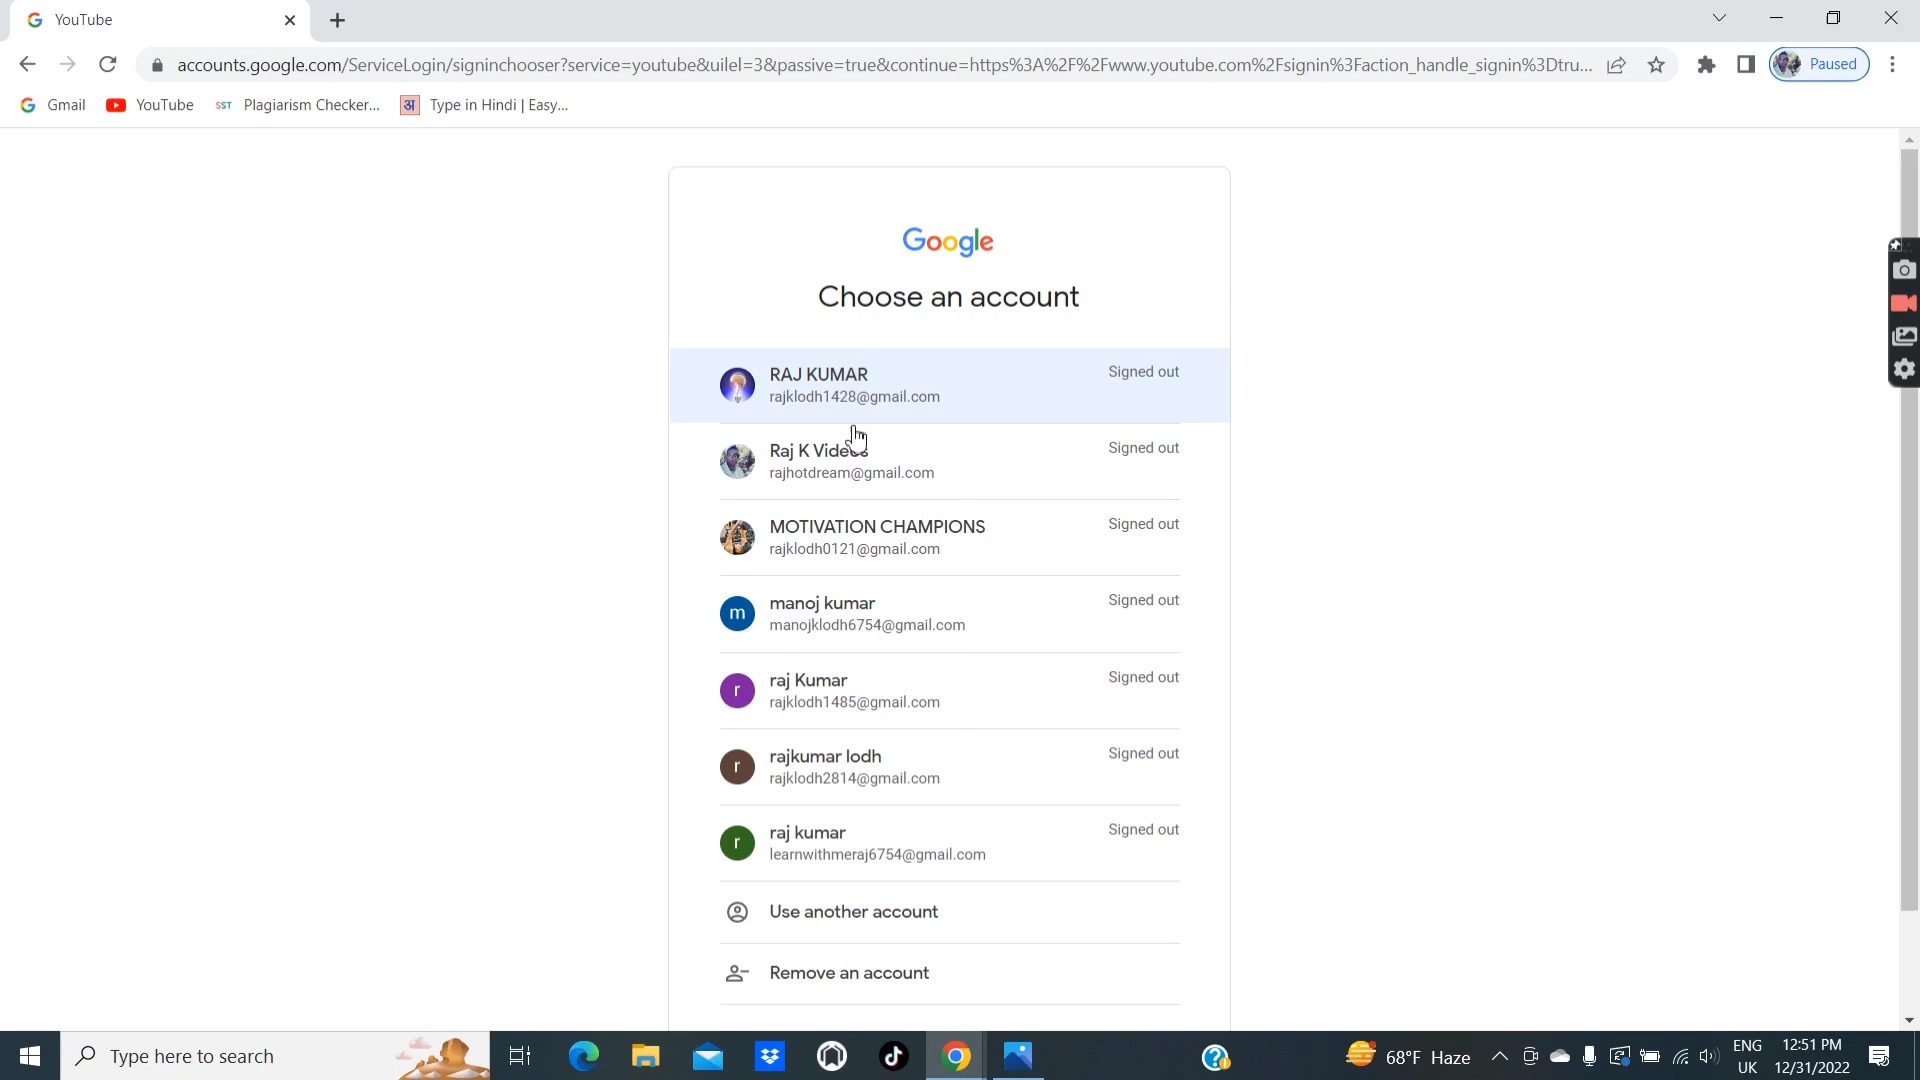 YouTube
accounts.google.com/ServiceLogin/signinchooser?service=youtube&uilel=3&passive=true&continue=https%3A%2F%2Fwww.youtube.com%2Fsignin%3Faction_handle_signin%3Dtru...
Paused
Gmail
YouTube
SST Plagiarism Checker...
अ Type in Hindi | Easy...
Google
Choose an account
RAJ KUMAR
Signed out
rajklodh1428@gmail.com
Raj K Videos
Signed out
rajhotdream@gmail.com
MOTIVATION CHAMPIONS
Signed out
rajklodh0121@gmail.com
m
manoj kumar
Signed out
manojklodh6754@gmail.com
r
raj Kumar
Signed out
rajklodh1485@gmail.com
r
rajkumar lodh
Signed out
rajklodh2814@gmail.com
r
raj kumar
Signed out
learnwithmeraj6754@gmail.com
Use another account
Remove an account
Type here to search
68°F Haze
ENG
UK
12:51 PM
12/31/2022